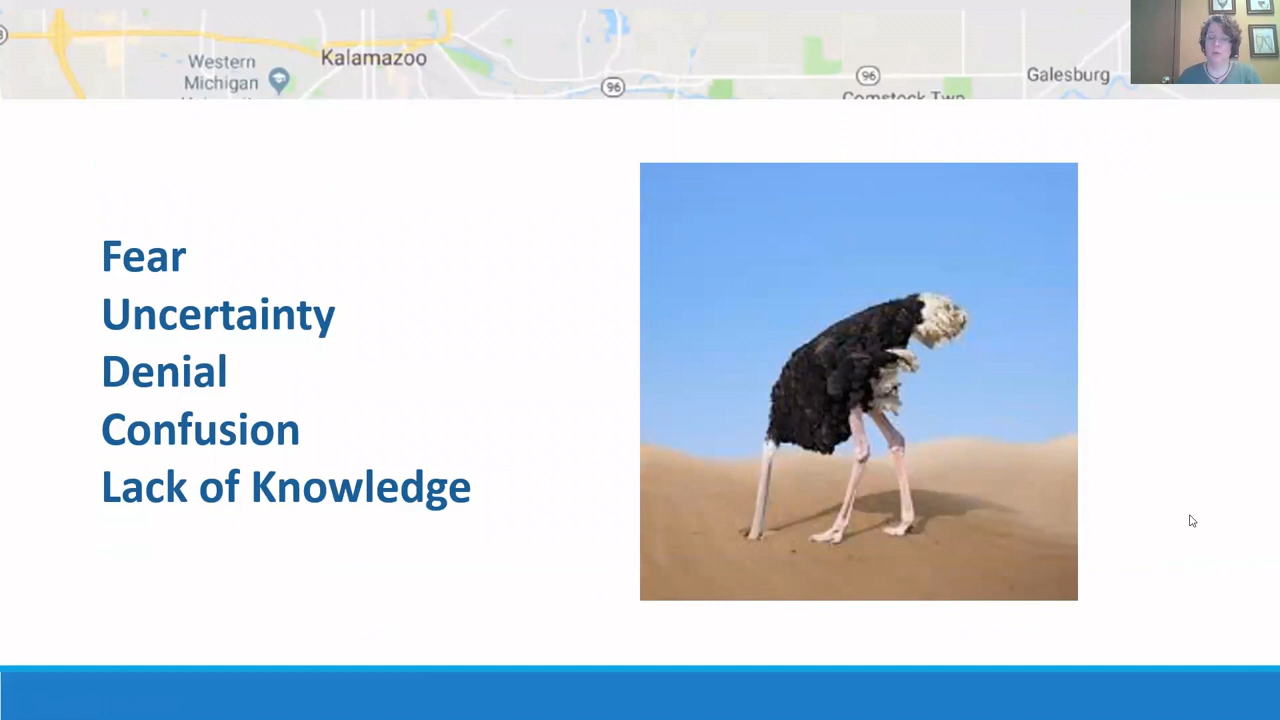 Western
Michigan
Kalamazoo
96
96
Galesburg
Comstock Twp
Fear
Uncertainty
Denial
Confusion
Lack of Knowledge